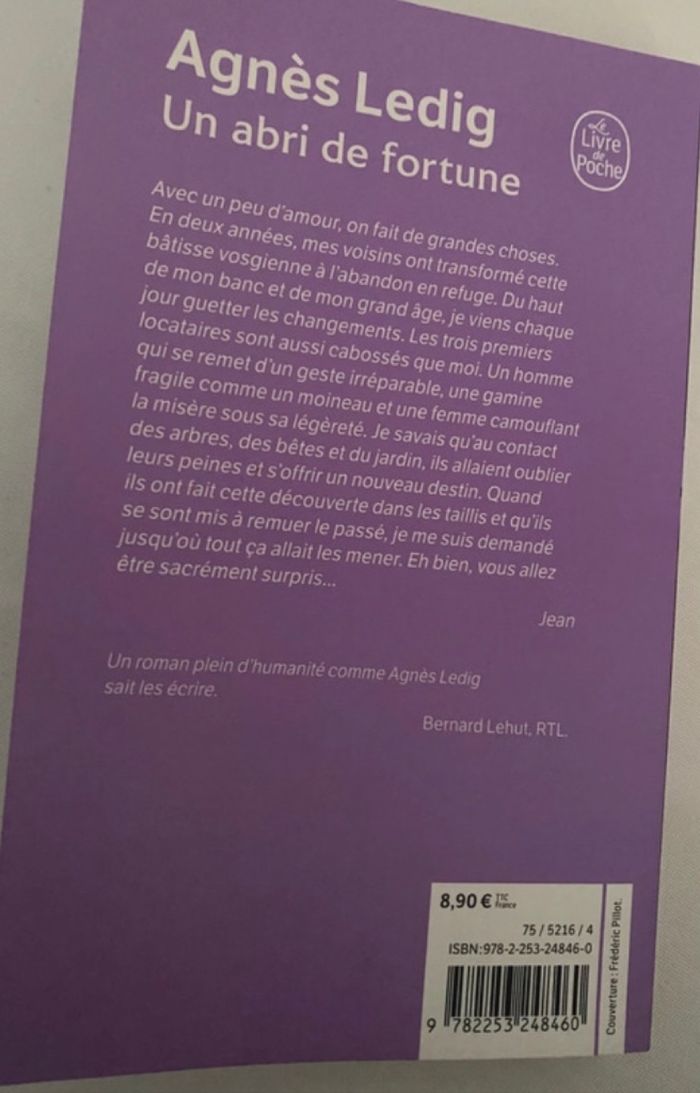 Agnès Ledig
Un abri de fortune
Le
Livre
de
Poche
Avec un peu d'amour, on fait de grandes choses.
En deux années, mes voisins ont transformé cette
bâtisse vosgienne à l'abandon en refuge. Du haut
de mon banc et de mon grand âge, je viens chaque
jour guetter les changements. Les trois premiers
locataires sont aussi cabossés que moi. Un homme
qui se remet d'un geste irréparable, une gamine
fragile comme un moineau et une femme camouflant
la misère sous sa légèreté. Je savais qu'au contact
des arbres, des bêtes et du jardin, ils allaient oublier
leurs peines et s'offrir un nouveau destin. Quand
ils ont fait cette découverte dans les taillis et qu'ils
se sont mis à remuer le passé, je me suis demandé
jusqu'où tout ça allait les mener. Eh bien, vous allez
être sacrément surpris...
Jean
Un roman plein d'humanité comme Agnès Ledig
sait les écrire.
Bernard Lehut, RTL.
8,90 € TTC
France
75 / 5216 / 4
ISBN:978-2-253-24846-0
9 782253 248460
Couverture : Frédéric Pillot.